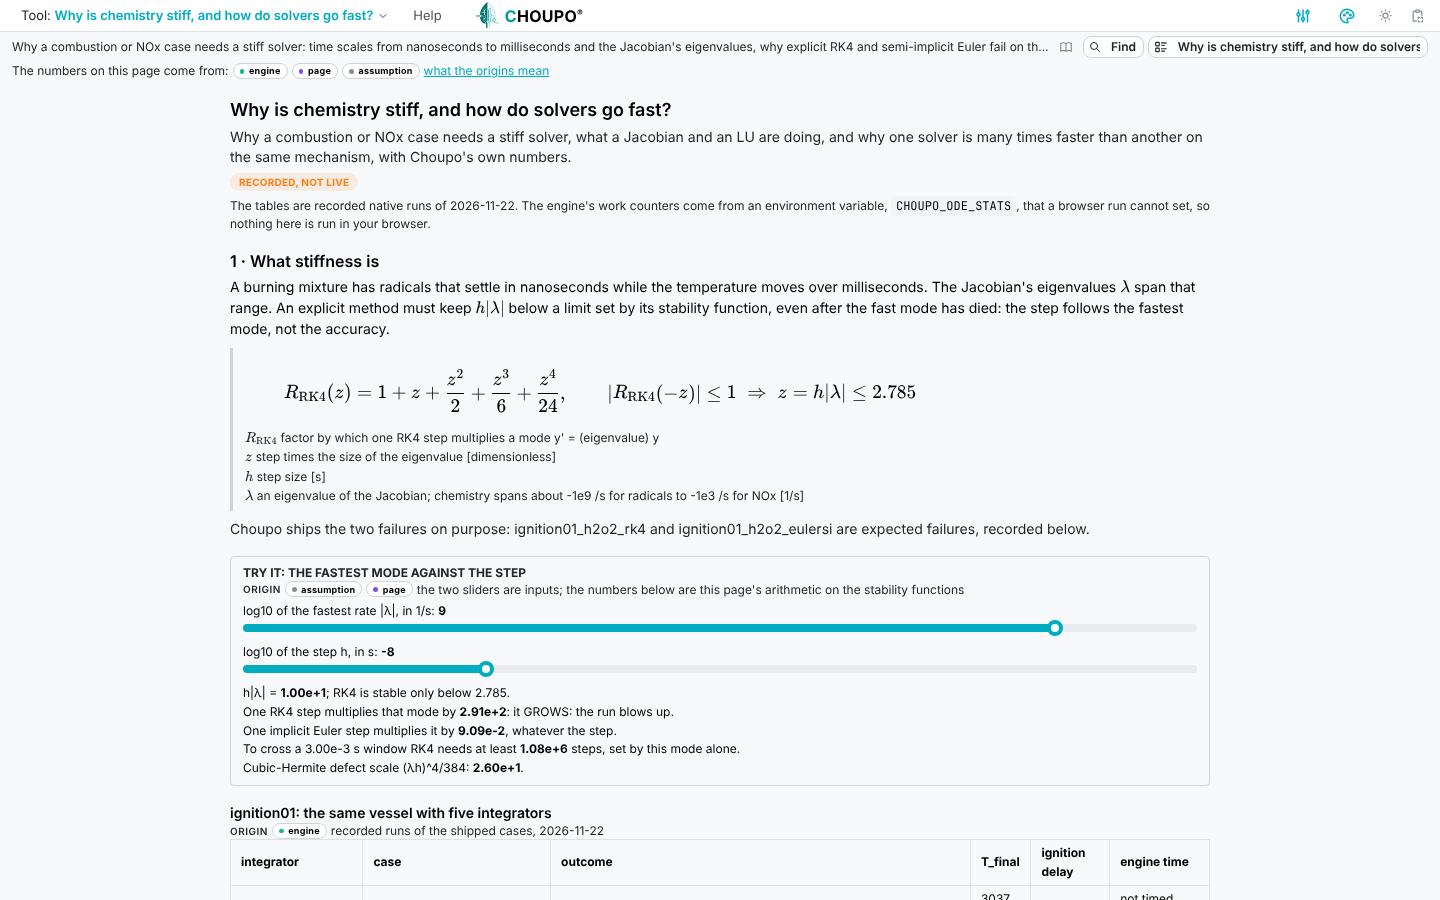 Tool: Why is chemistry stiff, and how do solvers go fast? Help CHOUPO®
Why a combustion or NOx case needs a stiff solver: time scales from nanoseconds to milliseconds and the Jacobian's eigenvalues, why explicit RK4 and semi-implicit Euler fail on th... Find Why is chemistry stiff, and how do solvers
The numbers on this page come from: engine page assumption what the origins mean
Why is chemistry stiff, and how do solvers go fast?
Why a combustion or NOx case needs a stiff solver, what a Jacobian and an LU are doing, and why one solver is many times faster than another on
the same mechanism, with Choupo's own numbers.
RECORDED, NOT LIVE
The tables are recorded native runs of 2026-11-22. The engine's work counters come from an environment variable, CHOUPO_ODE_STATS , that a browser run cannot set, so
nothing here is run in your browser.
1 · What stiffness is
A burning mixture has radicals that settle in nanoseconds while the temperature moves over milliseconds. The Jacobian's eigenvalues λ span that
range. An explicit method must keep h|λ| below a limit set by its stability function, even after the fast mode has died: the step follows the fastest
mode, not the accuracy.
R_RK4(z) = 1 + z + z²/2 + z³/6 + z⁴/24, |R_RK4(−z)| ≤ 1 ⇒ z = h|λ| ≤ 2.785
R_RK4 factor by which one RK4 step multiplies a mode y' = (eigenvalue) y
z step times the size of the eigenvalue [dimensionless]
h step size [s]
λ an eigenvalue of the Jacobian; chemistry spans about -1e9 /s for radicals to -1e3 /s for NOx [1/s]
Choupo ships the two failures on purpose: ignition01_h2o2_rk4 and ignition01_h2o2_eulersi are expected failures, recorded below.
TRY IT: THE FASTEST MODE AGAINST THE STEP
ORIGIN assumption page the two sliders are inputs; the numbers below are this page's arithmetic on the stability functions
log10 of the fastest rate |λ|, in 1/s: 9
log10 of the step h, in s: -8
h|λ| = 1.00e+1; RK4 is stable only below 2.785.
One RK4 step multiplies that mode by 2.91e+2: it GROWS: the run blows up.
One implicit Euler step multiplies it by 9.09e-2, whatever the step.
To cross a 3.00e-3 s window RK4 needs at least 1.08e+6 steps, set by this mode alone.
Cubic-Hermite defect scale (λh)^4/384: 2.60e+1.
ignition01: the same vessel with five integrators
ORIGIN engine recorded runs of the shipped cases, 2026-11-22
integrator case outcome T_final ignition delay engine time
3037 not timed